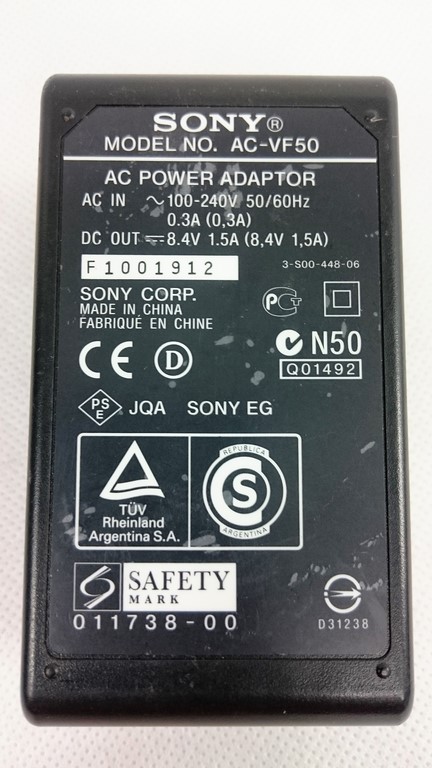 SONY®
MODEL NO. AC-VF50
AC POWER ADAPTOR
AC IN ~ 100-240V 50/60Hz
0.3A (0,3A)
DC OUT ⎓ 8.4V 1.5A (8,4V 1,5A)
F1001912
3-S00-448-06
SONY CORP.
MADE IN CHINA
FABRIQUÉ EN CHINE
PCT
CE D
N50
Q01492
PS
E
JQA SONY EG
TÜV
Rheinland
Argentina S.A.
REPUBLICA
S
ARGENTINA
SAFETY
MARK
011738-00
D31238